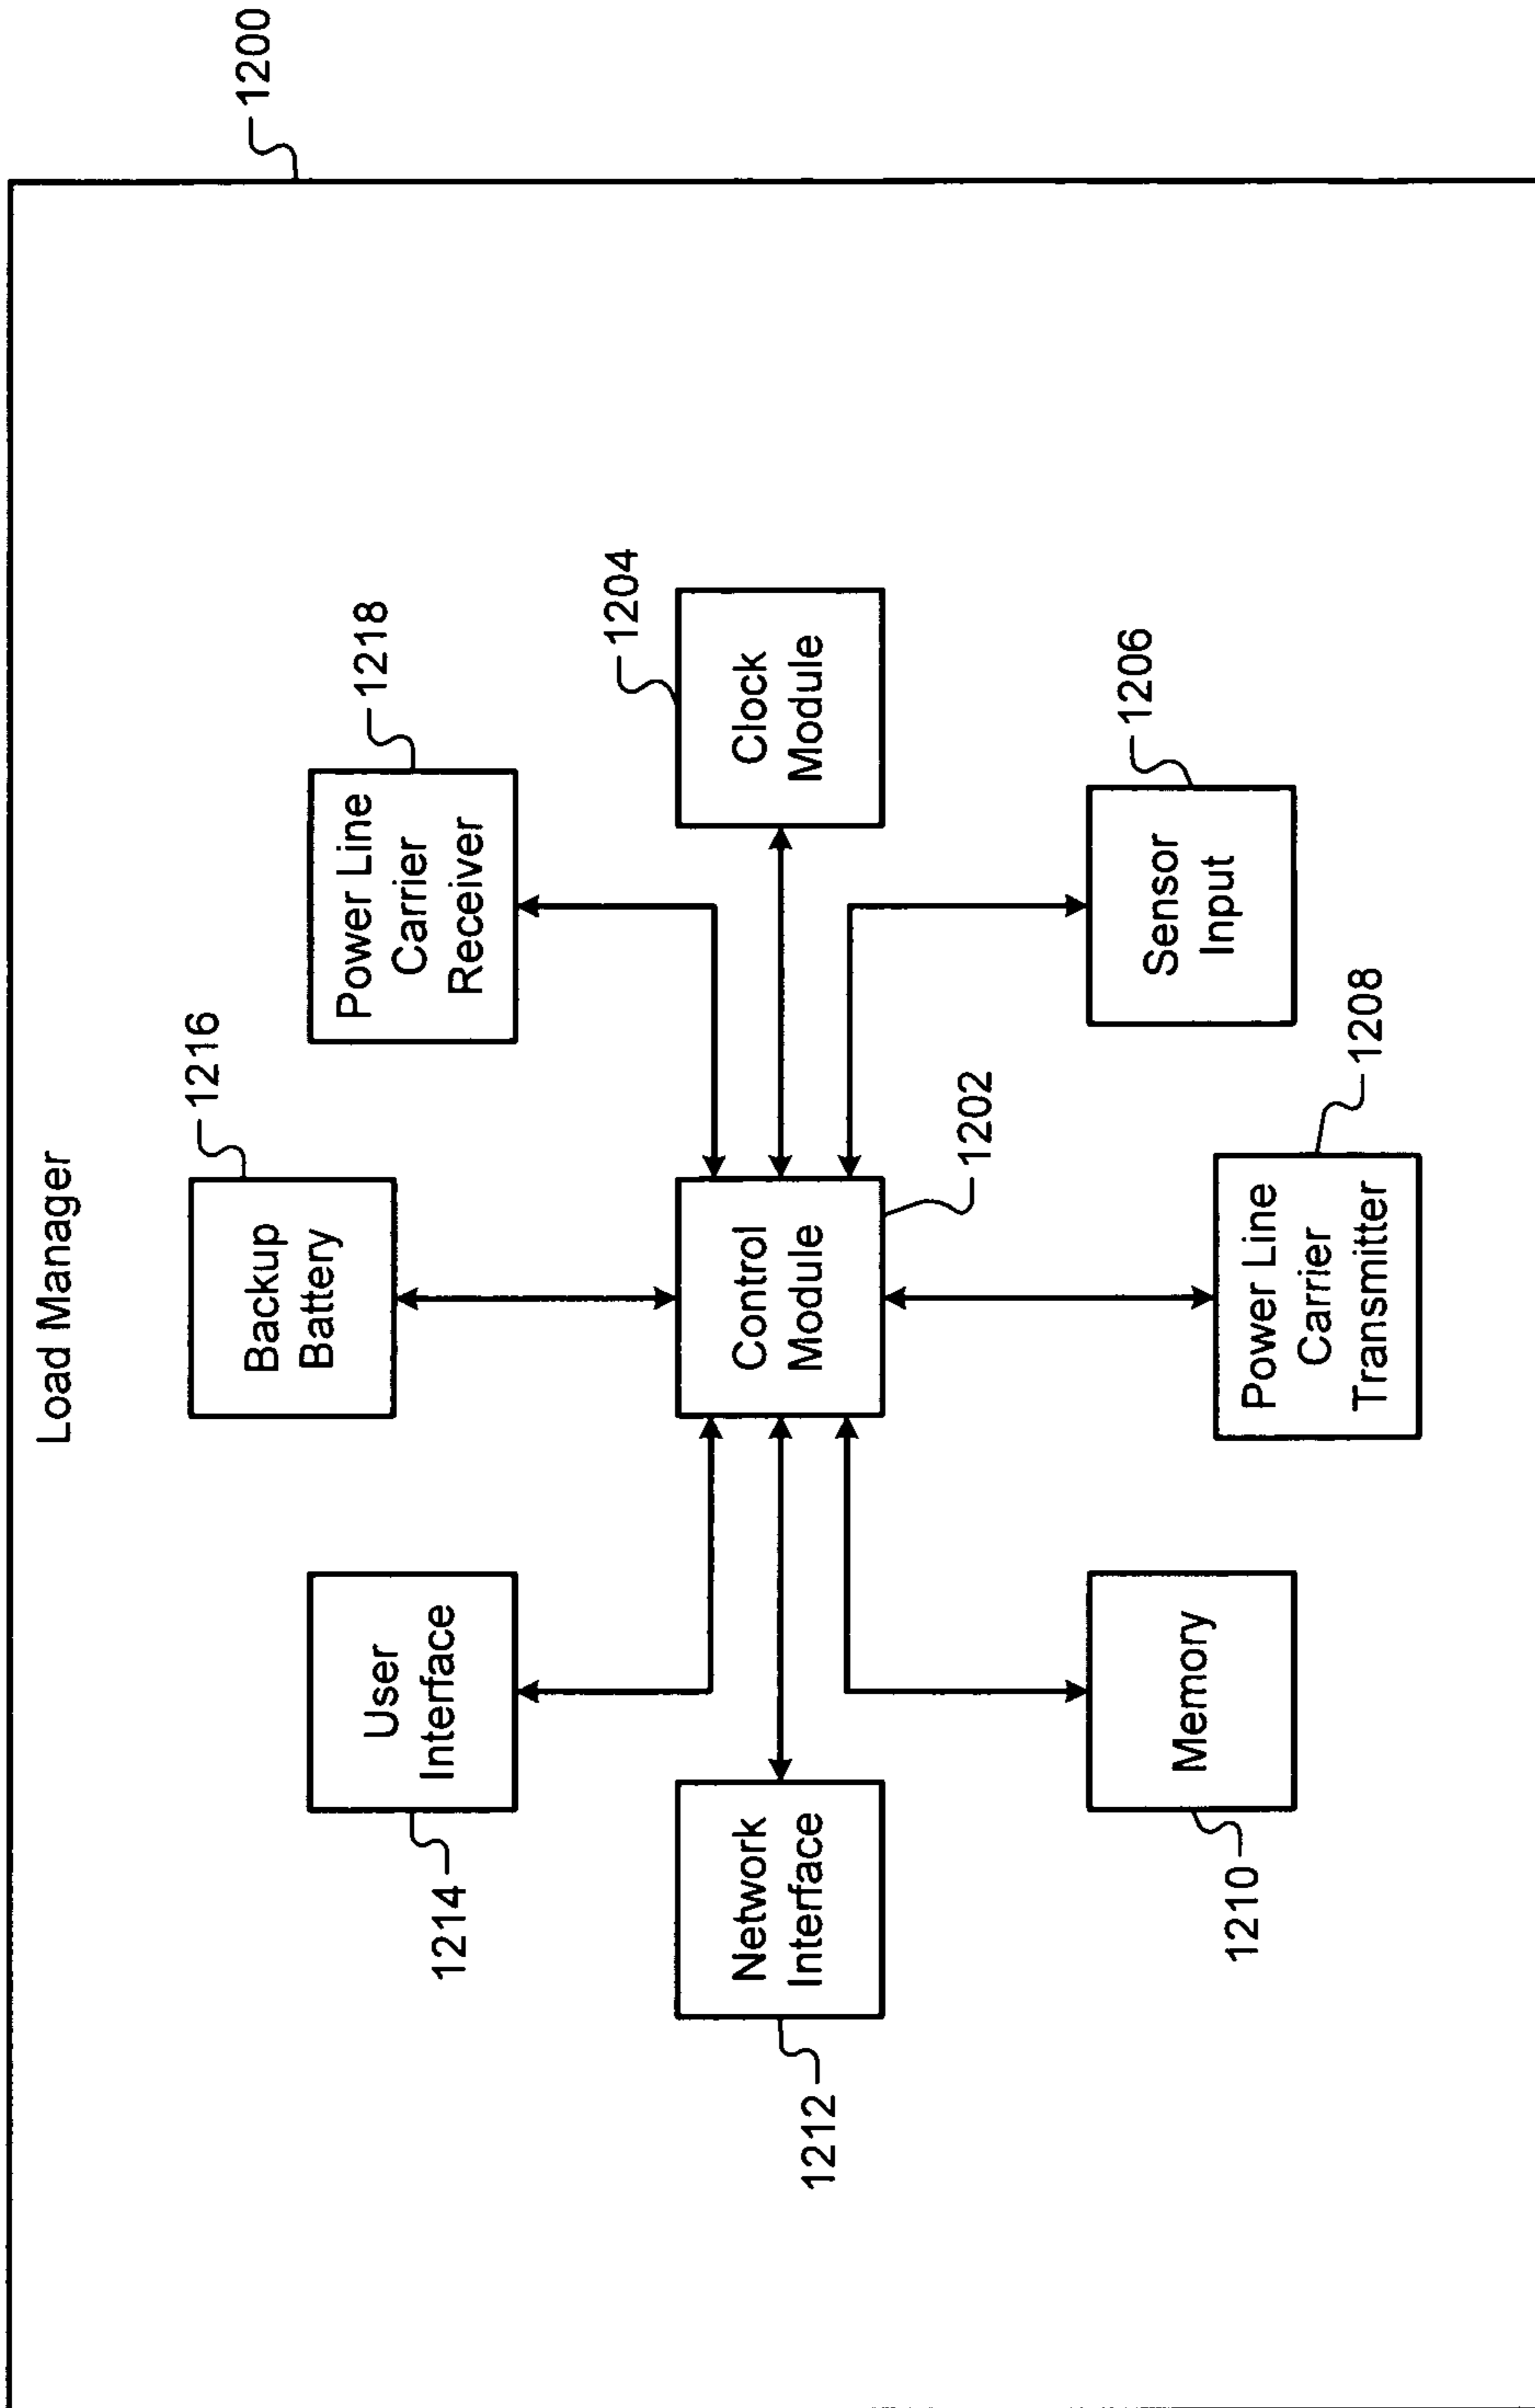 Load Manager
1200
Backup
Battery
1216
User
Interface
1214
Power Line
Carrier
Receiver
1218
Network
Interface
1212
Control
Module
1202
Clock
Module
1204
Memory
1210
Sensor
Input
1206
Power Line
Carrier
Transmitter
1208